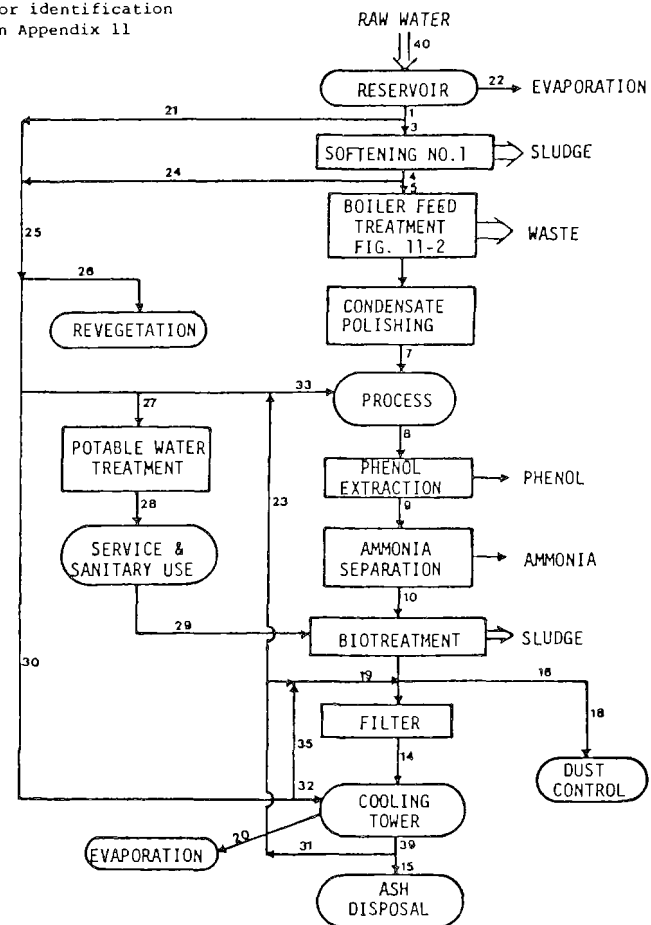 or identification
n Appendix 11
RAW WATER
40
RESERVOIR
22
EVAPORATION
21
1
3
SOFTENING NO.1
SLUDGE
24
4
5
BOILER FEED
TREATMENT
FIG. 11-2
WASTE
25
26
REVEGETATION
CONDENSATE
POLISHING
7
33
PROCESS
27
8
POTABLE WATER
TREATMENT
23
PHENOL
EXTRACTION
PHENOL
28
9
SERVICE &
SANITARY USE
AMMONIA
SEPARATION
AMMONIA
10
29
BIOTREATMENT
SLUDGE
30
19
16
35
FILTER
18
14
DUST
CONTROL
32
COOLING
TOWER
20
EVAPORATION
31
39
15
ASH
DISPOSAL